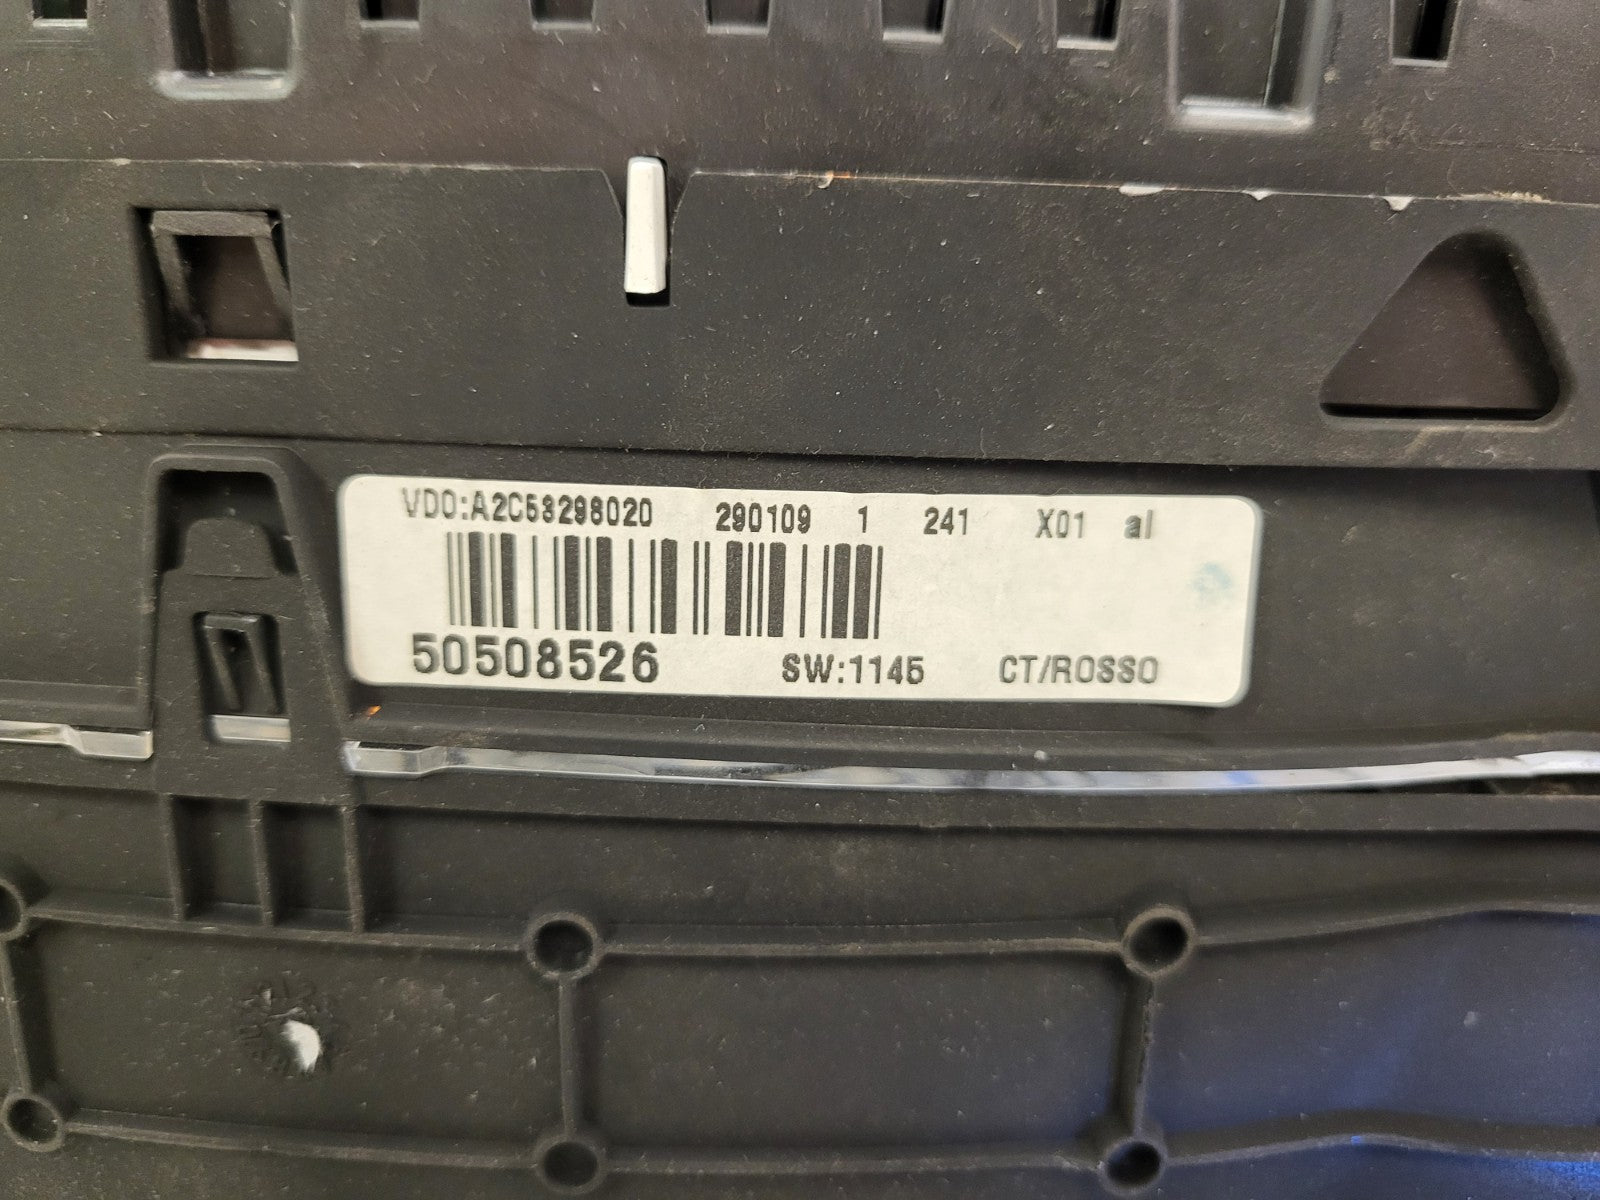 VDO:A2C53298020 290109 1 241 X01 al
50508526 SW:1145 CT/ROSSO